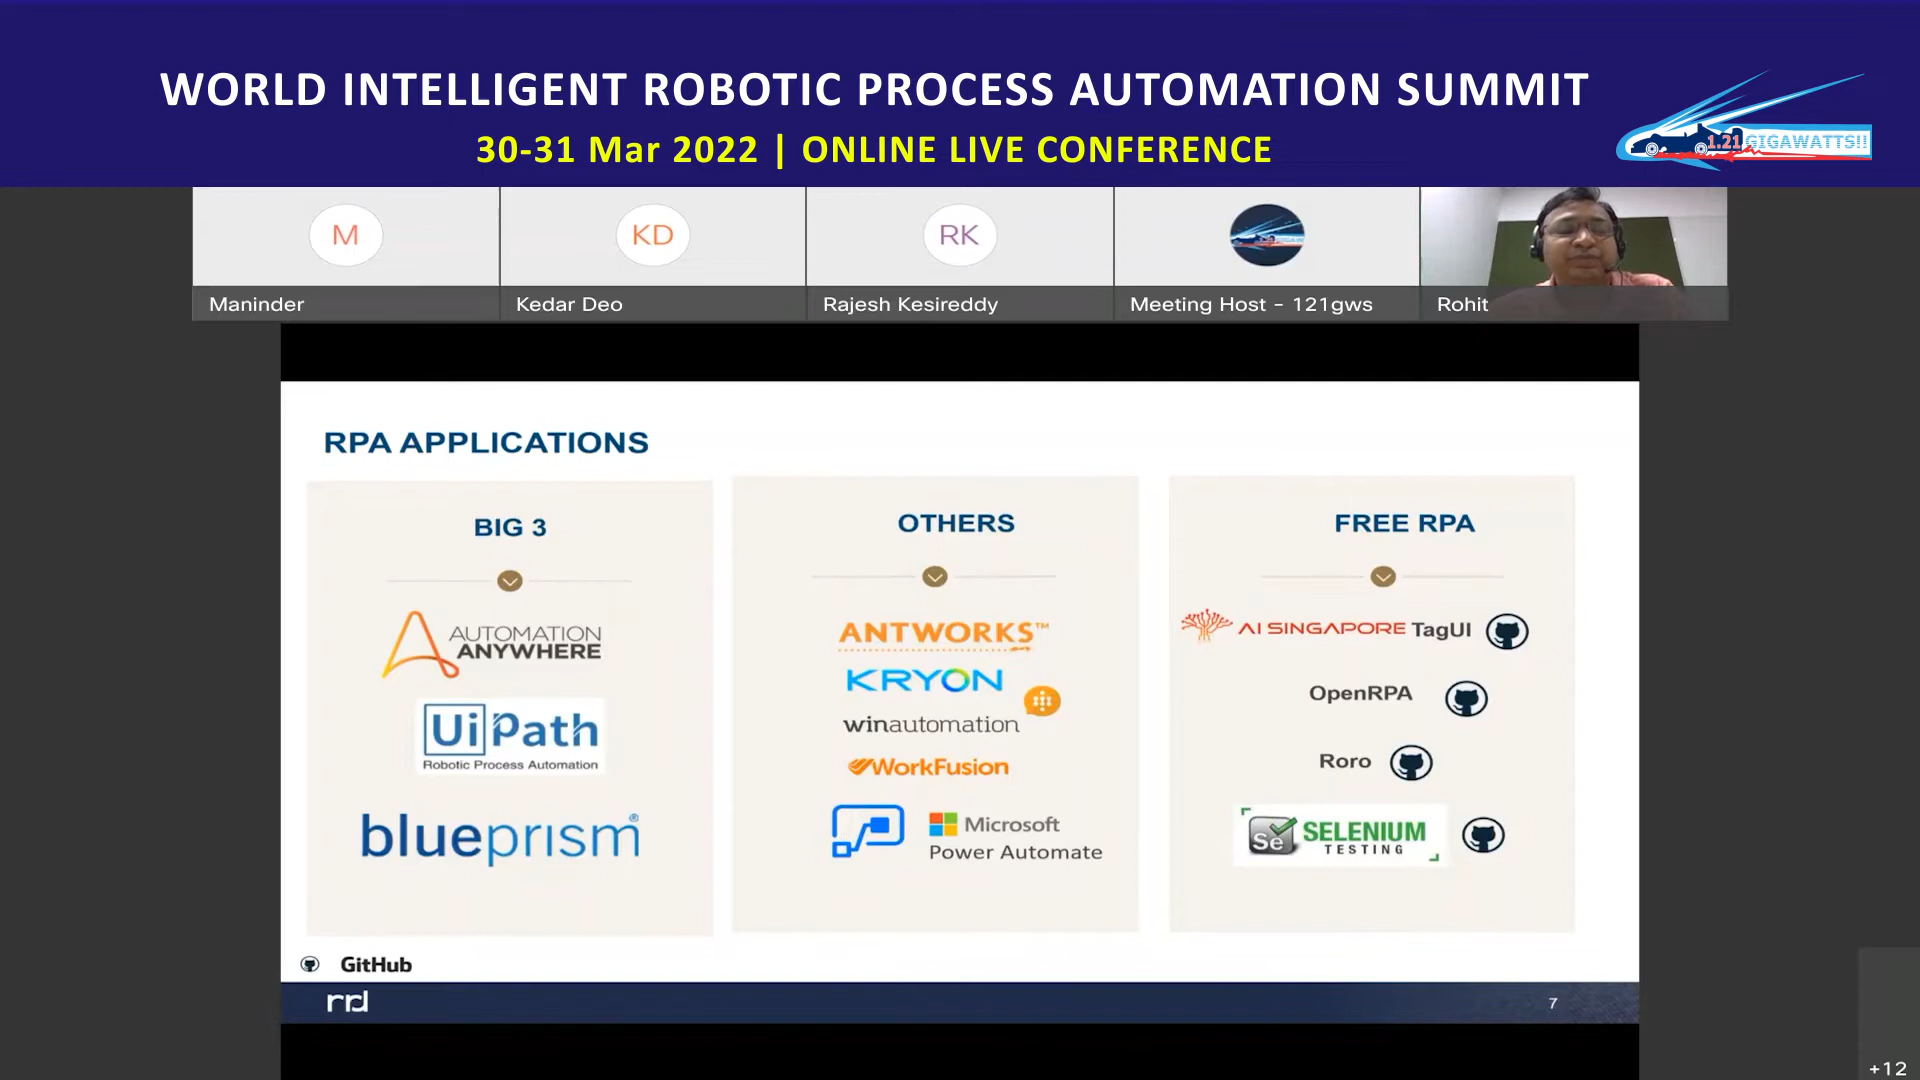 WORLD INTELLIGENT ROBOTIC PROCESS AUTOMATION SUMMIT
30-31 Mar 2022 | ONLINE LIVE CONFERENCE
1.21 GIGAWATTS!!
M
KD
RK
Maninder
Kedar Deo
Rajesh Kesireddy
Meeting Host - 121gws
Rohit
RPA APPLICATIONS
BIG 3
AUTOMATION
ANYWHERE
UiPath
Robotic Process Automation
blueprism®
OTHERS
ANTWORKS™
KRYON
winautomation
WorkFusion
Microsoft
Power Automate
FREE RPA
AI SINGAPORE TagUI
OpenRPA
Roro
Se SELENIUM
TESTING
GitHub
rrd
7
+12